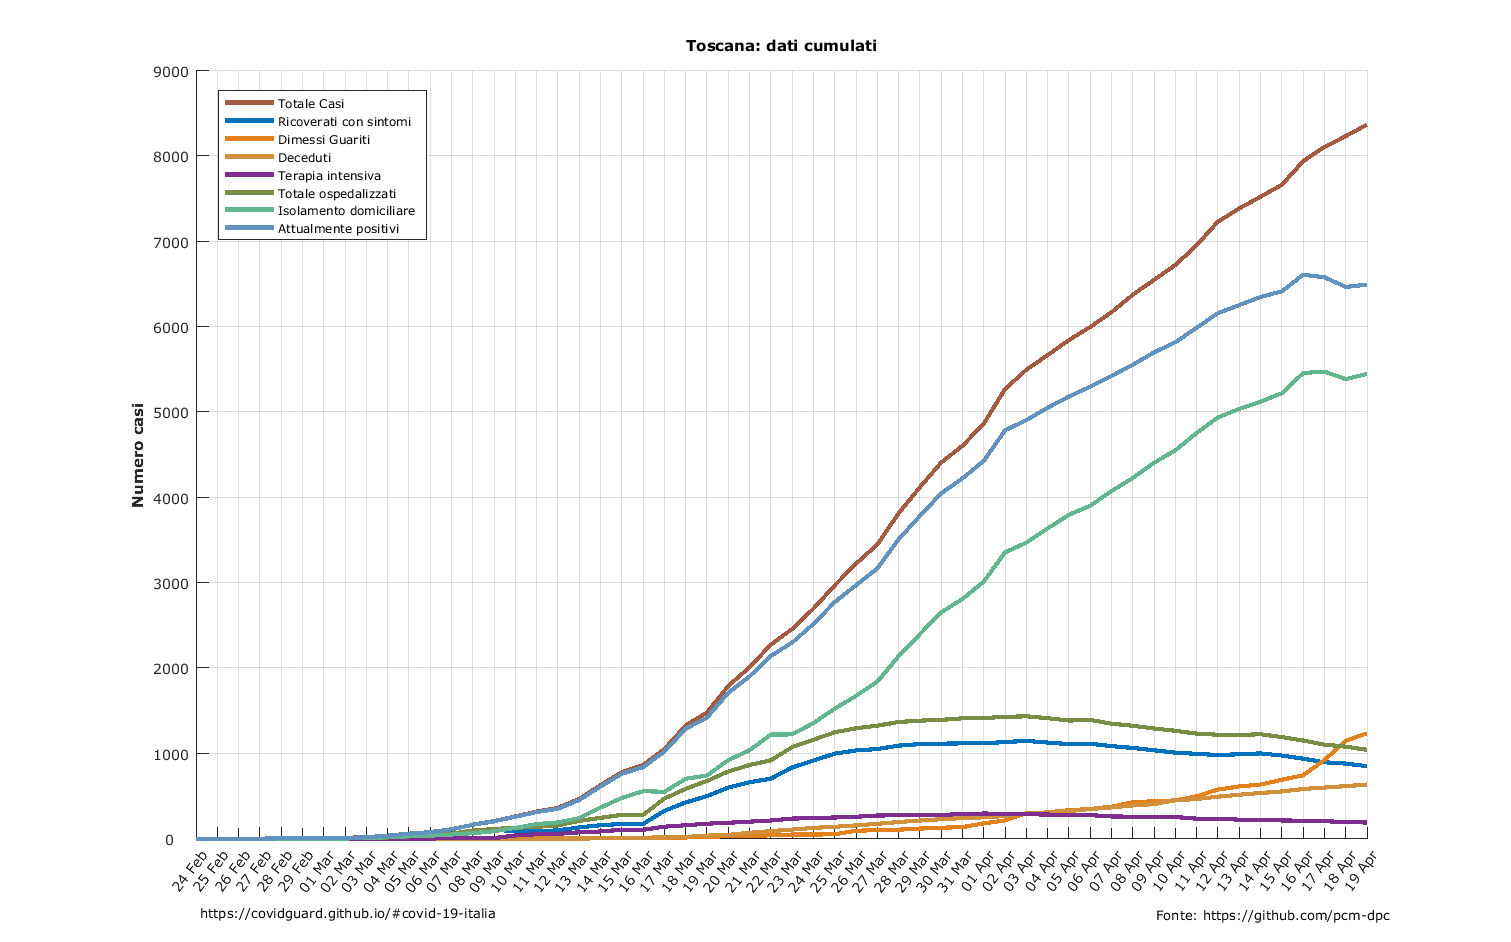 Toscana: dati cumulati
Numero casi
9000
8000
7000
6000
5000
4000
3000
2000
1000
0
Totale Casi
Ricoverati con sintomi
Dimessi Guariti
Deceduti
Terapia intensiva
Totale ospedalizzati
Isolamento domiciliare
Attualmente positivi
24 Feb
25 Feb
26 Feb
27 Feb
28 Feb
29 Feb
01 Mar
02 Mar
03 Mar
04 Mar
05 Mar
06 Mar
07 Mar
08 Mar
09 Mar
10 Mar
11 Mar
12 Mar
13 Mar
14 Mar
15 Mar
16 Mar
17 Mar
18 Mar
19 Mar
20 Mar
21 Mar
22 Mar
23 Mar
24 Mar
25 Mar
26 Mar
27 Mar
28 Mar
29 Mar
30 Mar
31 Mar
01 Apr
02 Apr
03 Apr
04 Apr
05 Apr
06 Apr
07 Apr
08 Apr
09 Apr
10 Apr
11 Apr
12 Apr
13 Apr
14 Apr
15 Apr
16 Apr
17 Apr
18 Apr
19 Apr
https://covidguard.github.io/#covid-19-italia
Fonte: https://github.com/pcm-dpc